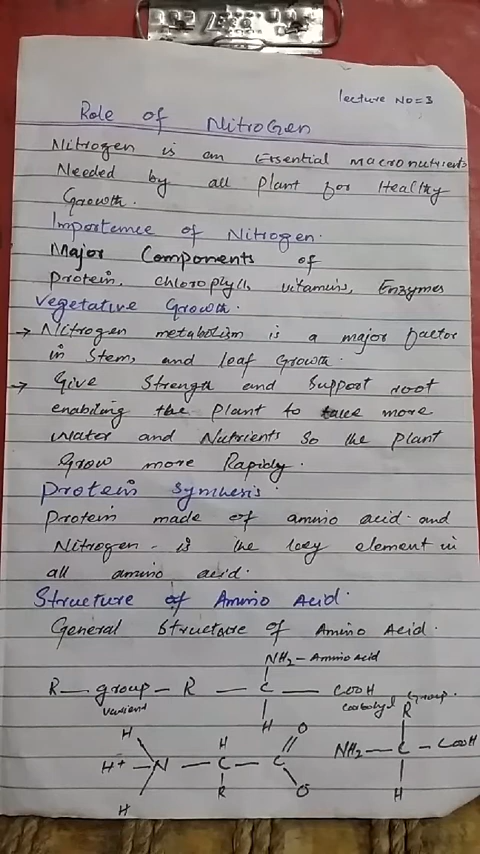 lecture No=3
Role of NitroGen
Nitrogen is an Essential macronutrients
Needed by all Plant for Healthy
Growth.
Importance of Nitrogen.
Major Components of
protein, chlorophyll, vitamins, Enzymes
Vegetative Growth.
→ Nitrogen metabolism is a major factor
in Stem, and leaf Growth.
→ Give Strength and Support root
enabling the Plant to take more
Water and Nutrients So the Plant
Grow more Rapidly.
Protein Synthesis.
Protein made of amino acid and
Nitrogen is the key element in
all amino acid.
Structure of Amino Acid.
General Structure of Amino Acid.
NH₂ – Amino Acid
R — group – R — C — COOH
Group.
H
R
H H O
H+ — N — C — C
NH₂ — C — COOH
H R O H